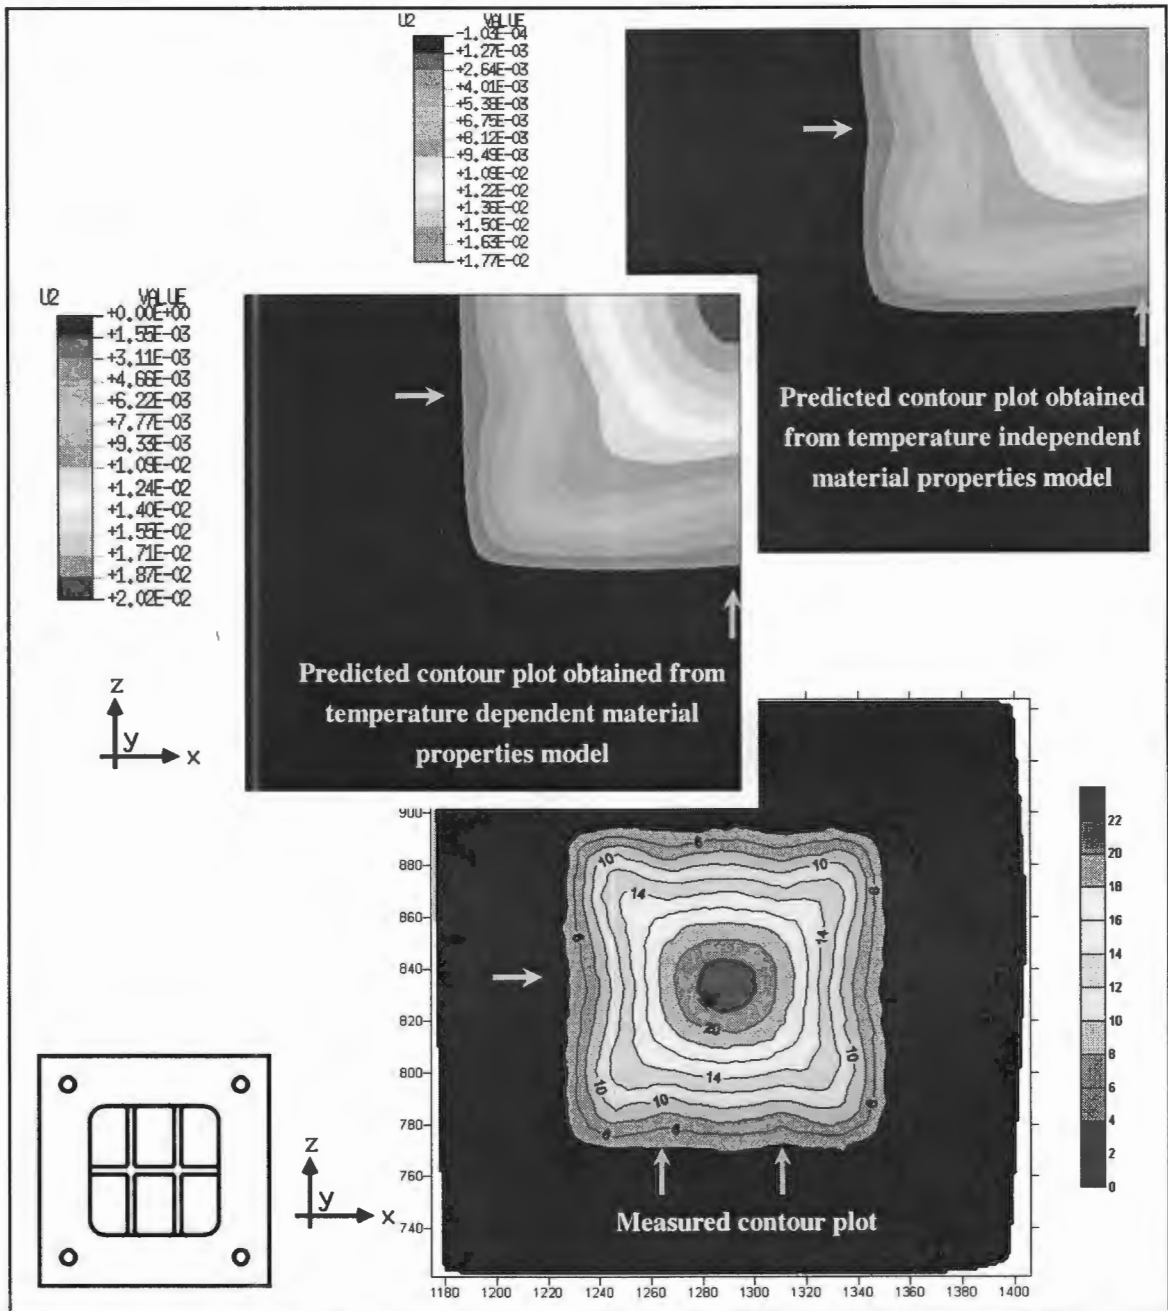 U2 VALUE
-1.03E-04
+1.27E-03
+2.64E-03
+4.01E-03
+5.38E-03
+6.75E-03
+8.12E-03
+9.49E-03
+1.09E-02
+1.22E-02
+1.36E-02
+1.50E-02
+1.63E-02
+1.77E-02
Predicted contour plot obtained
from temperature independent
material properties model
U2 VALUE
+0.00E+00
+1.55E-03
+3.11E-03
+4.66E-03
+6.22E-03
+7.77E-03
+9.33E-03
+1.09E-02
+1.24E-02
+1.40E-02
+1.55E-02
+1.71E-02
+1.87E-02
+2.02E-02
Predicted contour plot obtained from
temperature dependent material
properties model
z
y
x
900
880
860
840
820
800
780
760
740
1180 1200 1220 1240 1260 1280 1300 1320 1340 1360 1380 1400
6
10
10
14
14
20
14
10
10
10
6
6
6
6
Measured contour plot
22
20
18
16
14
12
10
8
6
4
2
0
z
y
x